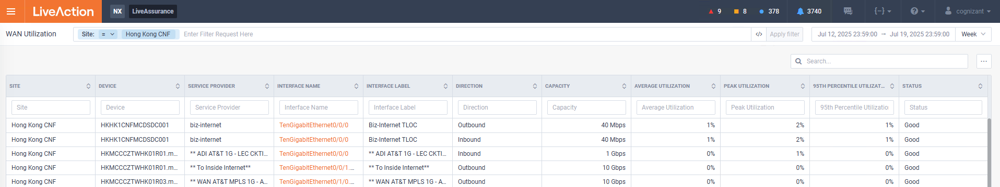 LiveAction NX LiveAssurance 9 8 378 3740 {···} ? cognizant
WAN Utilization Site: = Hong Kong CNF Enter Filter Request Here </> Apply filter Jul 12, 2025 23:59:00 → Jul 19, 2025 23:59:00 Week
Search... ...
SITE DEVICE SERVICE PROVIDER INTERFACE NAME INTERFACE LABEL DIRECTION CAPACITY AVERAGE UTILIZATION PEAK UTILIZATION 95TH PERCENTILE UTILIZAT... STATUS
Site Device Service Provider Interface Name Interface Label Direction Capacity Average Utilization Peak Utilization 95th Percentile Utilization Status
Hong Kong CNF HKHK1CNFMCDSDC001 biz-internet TenGigabitEthernet0/0/0 Biz-Internet TLOC Outbound 40 Mbps 1% 2% 1% Good
Hong Kong CNF HKHK1CNFMCDSDC001 biz-internet TenGigabitEthernet0/0/0 Biz-Internet TLOC Inbound 40 Mbps 1% 2% 1% Good
Hong Kong CNF HKMCCCZTWHK01R01.m... ** ADI AT&T 1G - LEC CKTI... TenGigabitEthernet0/0/0 ** ADI AT&T 1G - LEC CKTI... Inbound 1 Gbps 0% 1% 0% Good
Hong Kong CNF HKMCCCZTWHK01R01.m... ** To Inside Internet** TenGigabitEthernet0/0/1.... ** To Inside Internet** Outbound 10 Gbps 0% 0% 0% Good
Hong Kong CNF HKMCCCZTWHK01R03.m... ** WAN AT&T MPLS 1G - A... TenGigabitEthernet0/1/0.... ** WAN AT&T MPLS 1G - A... Outbound 10 Gbps 0% 0% 0% Good